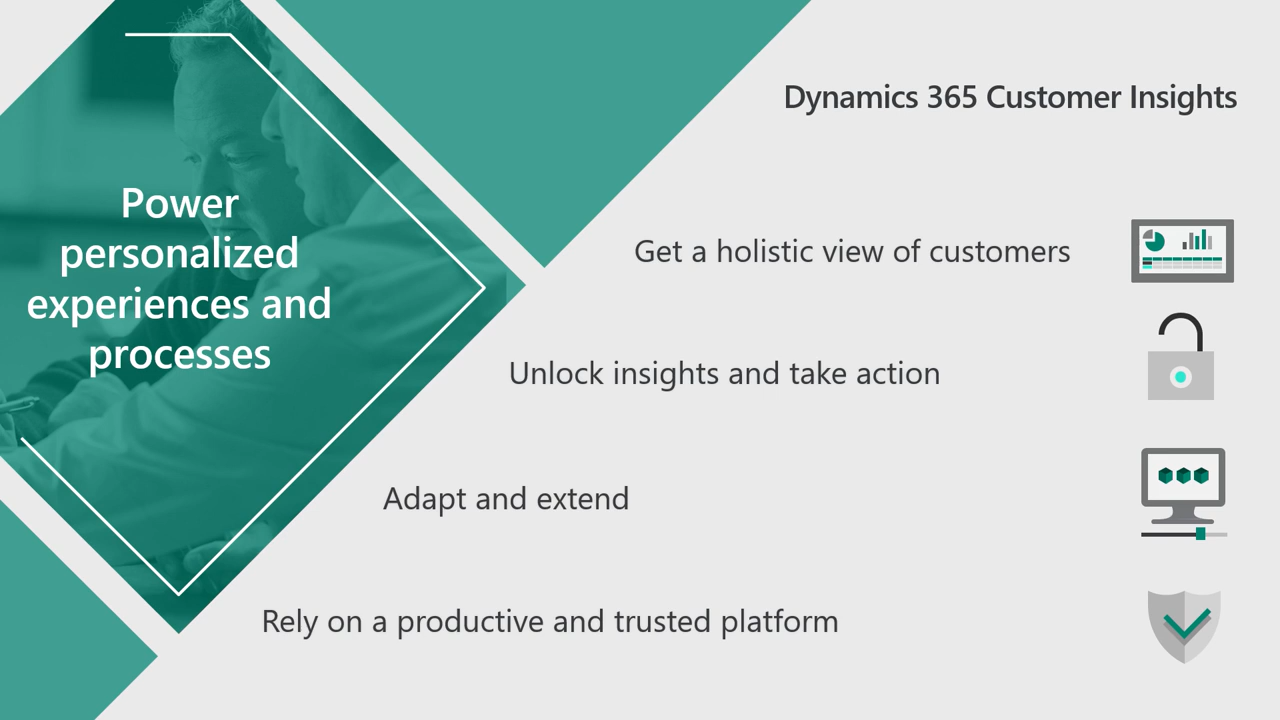 Power
personalized
experiences and
processes
Dynamics 365 Customer Insights
Get a holistic view of customers
Unlock insights and take action
Adapt and extend
Rely on a productive and trusted platform